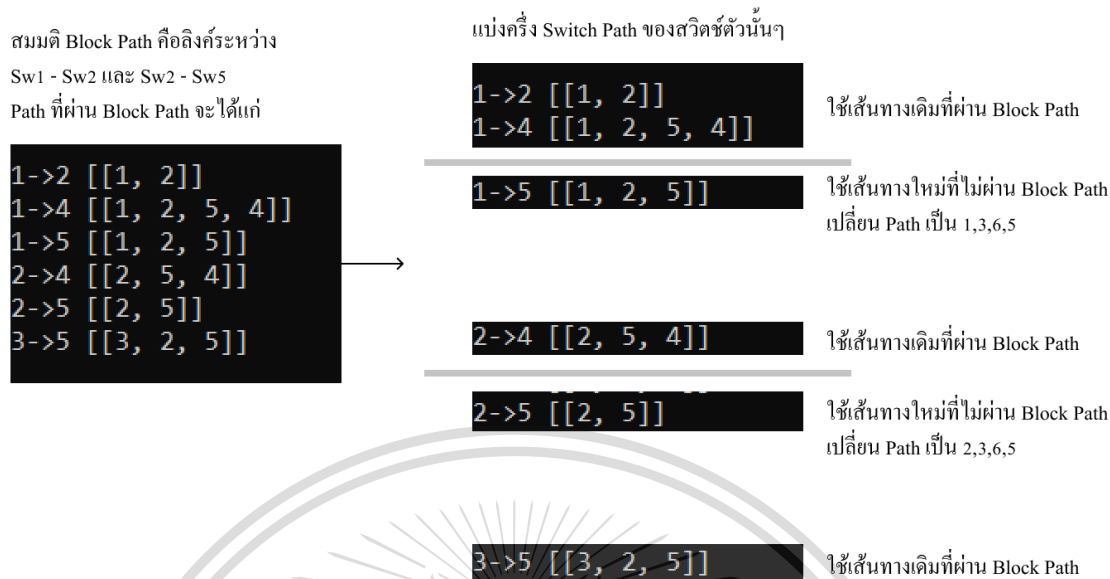 สมมติ Block Path คือลิงค์ระหว่าง
Sw1 - Sw2 และ Sw2 - Sw5
Path ที่ผ่าน Block Path จะได้แก่
1->2 [[1, 2]]
1->4 [[1, 2, 5, 4]]
1->5 [[1, 2, 5]]
2->4 [[2, 5, 4]]
2->5 [[2, 5]]
3->5 [[3, 2, 5]]
แบ่งครึ่ง Switch Path ของสวิตช์ตัวนั้นๆ
1->2 [[1, 2]]
1->4 [[1, 2, 5, 4]]
ใช้เส้นทางเดิมที่ผ่าน Block Path
1->5 [[1, 2, 5]]
ใช้เส้นทางใหม่ที่ไม่ผ่าน Block Path
เปลี่ยน Path เป็น 1,3,6,5
2->4 [[2, 5, 4]]
ใช้เส้นทางเดิมที่ผ่าน Block Path
2->5 [[2, 5]]
ใช้เส้นทางใหม่ที่ไม่ผ่าน Block Path
เปลี่ยน Path เป็น 2,3,6,5
3->5 [[3, 2, 5]]
ใช้เส้นทางเดิมที่ผ่าน Block Path